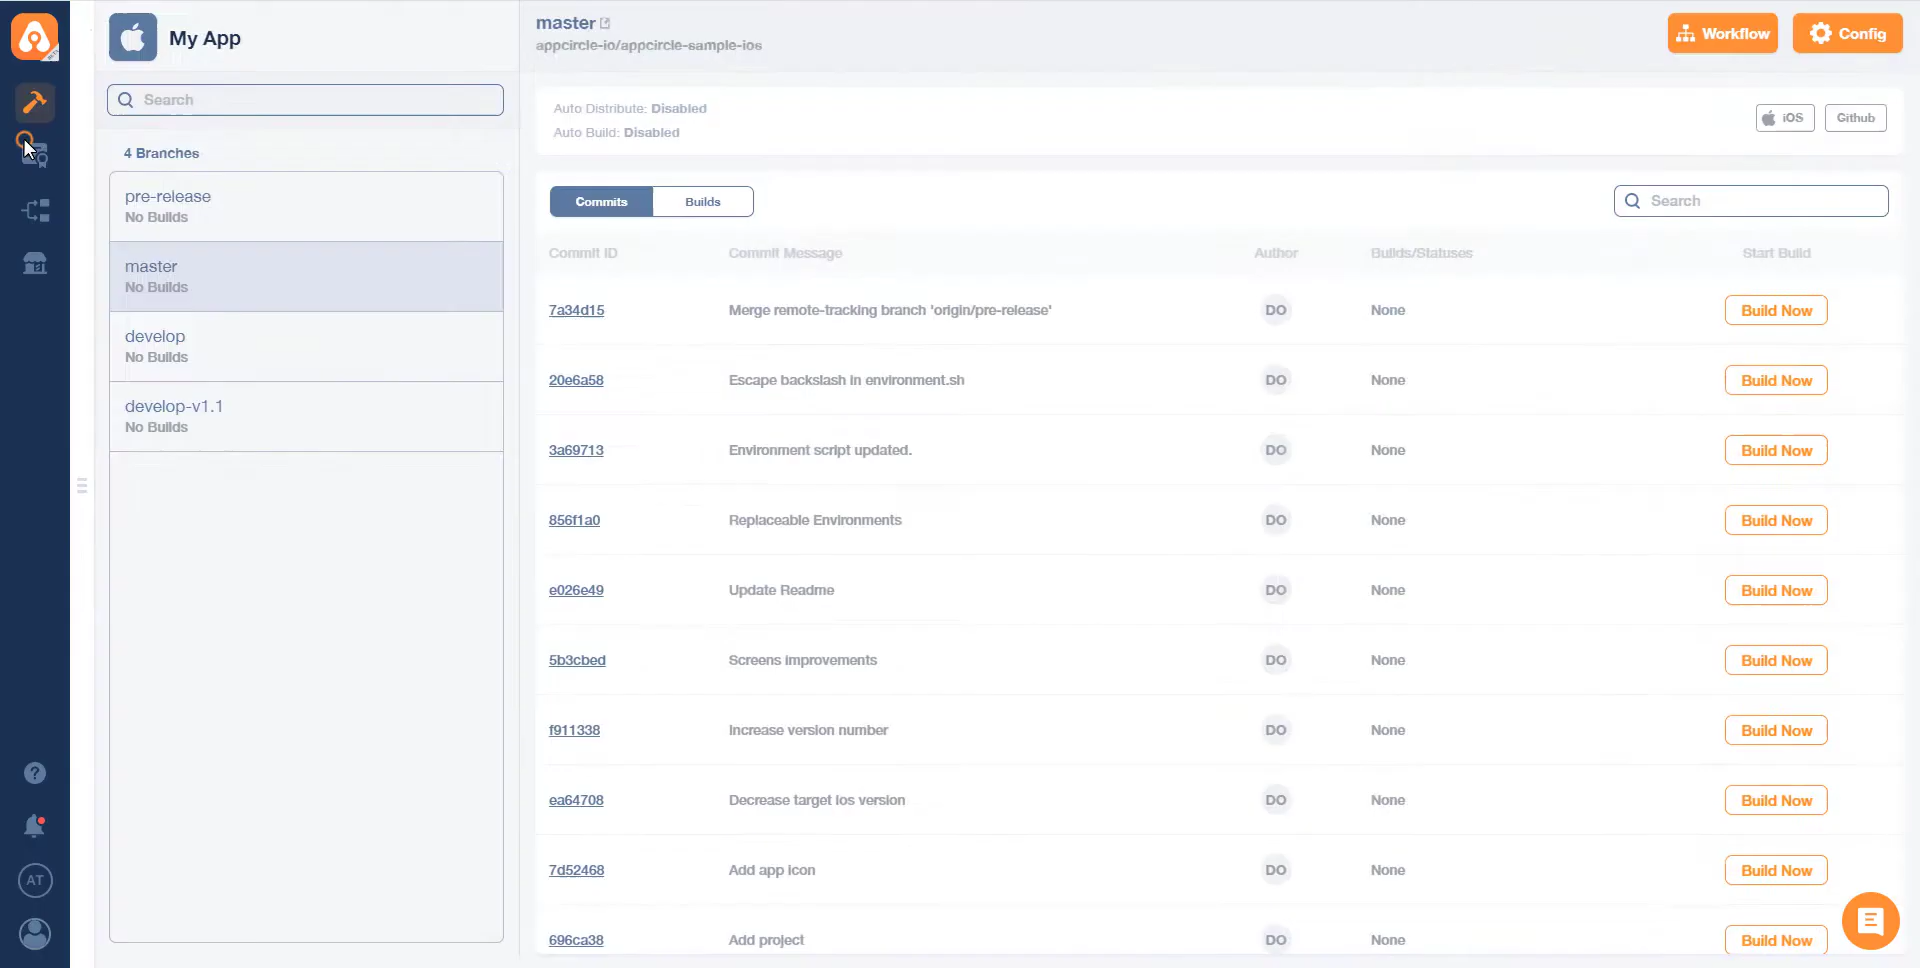 My App
Search
4 Branches
pre-release
No Builds
master
No Builds
develop
No Builds
develop-v1.1
No Builds
AT
master
appcircle-io/appcircle-sample-ios
Workflow
Config
Auto Distribute: Disabled
Auto Build: Disabled
iOS
Github
Commits
Builds
Search
Commit ID Commit Message Author Builds/Statuses Start Build
7a34d15 Merge remote-tracking branch 'origin/pre-release' DO None Build Now
20e6a58 Escape backslash in environment.sh DO None Build Now
3a69713 Environment script updated. DO None Build Now
856f1a0 Replaceable Environments DO None Build Now
e026e49 Update Readme DO None Build Now
5b3cbed Screens improvements DO None Build Now
f911338 Increase version number DO None Build Now
ea64708 Decrease target ios version DO None Build Now
7d52468 Add app icon DO None Build Now
696ca38 Add project DO None Build Now